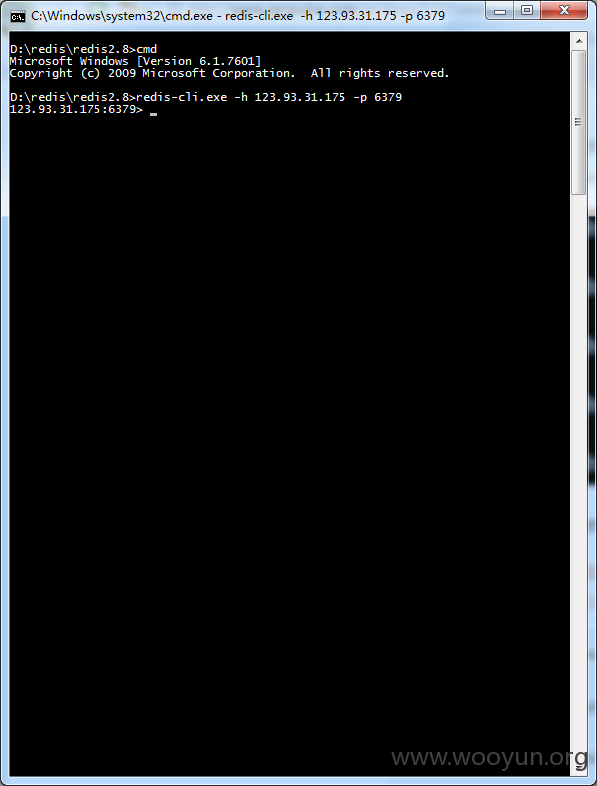 C:\Windows\system32\cmd.exe - redis-cli.exe -h 123.93.31.175 -p 6379
D:\redis\redis2.8>cmd
Microsoft Windows [Version 6.1.7601]
Copyright (c) 2009 Microsoft Corporation.  All rights reserved.
D:\redis\redis2.8>redis-cli.exe -h 123.93.31.175 -p 6379
123.93.31.175:6379>
www.wooyun.org